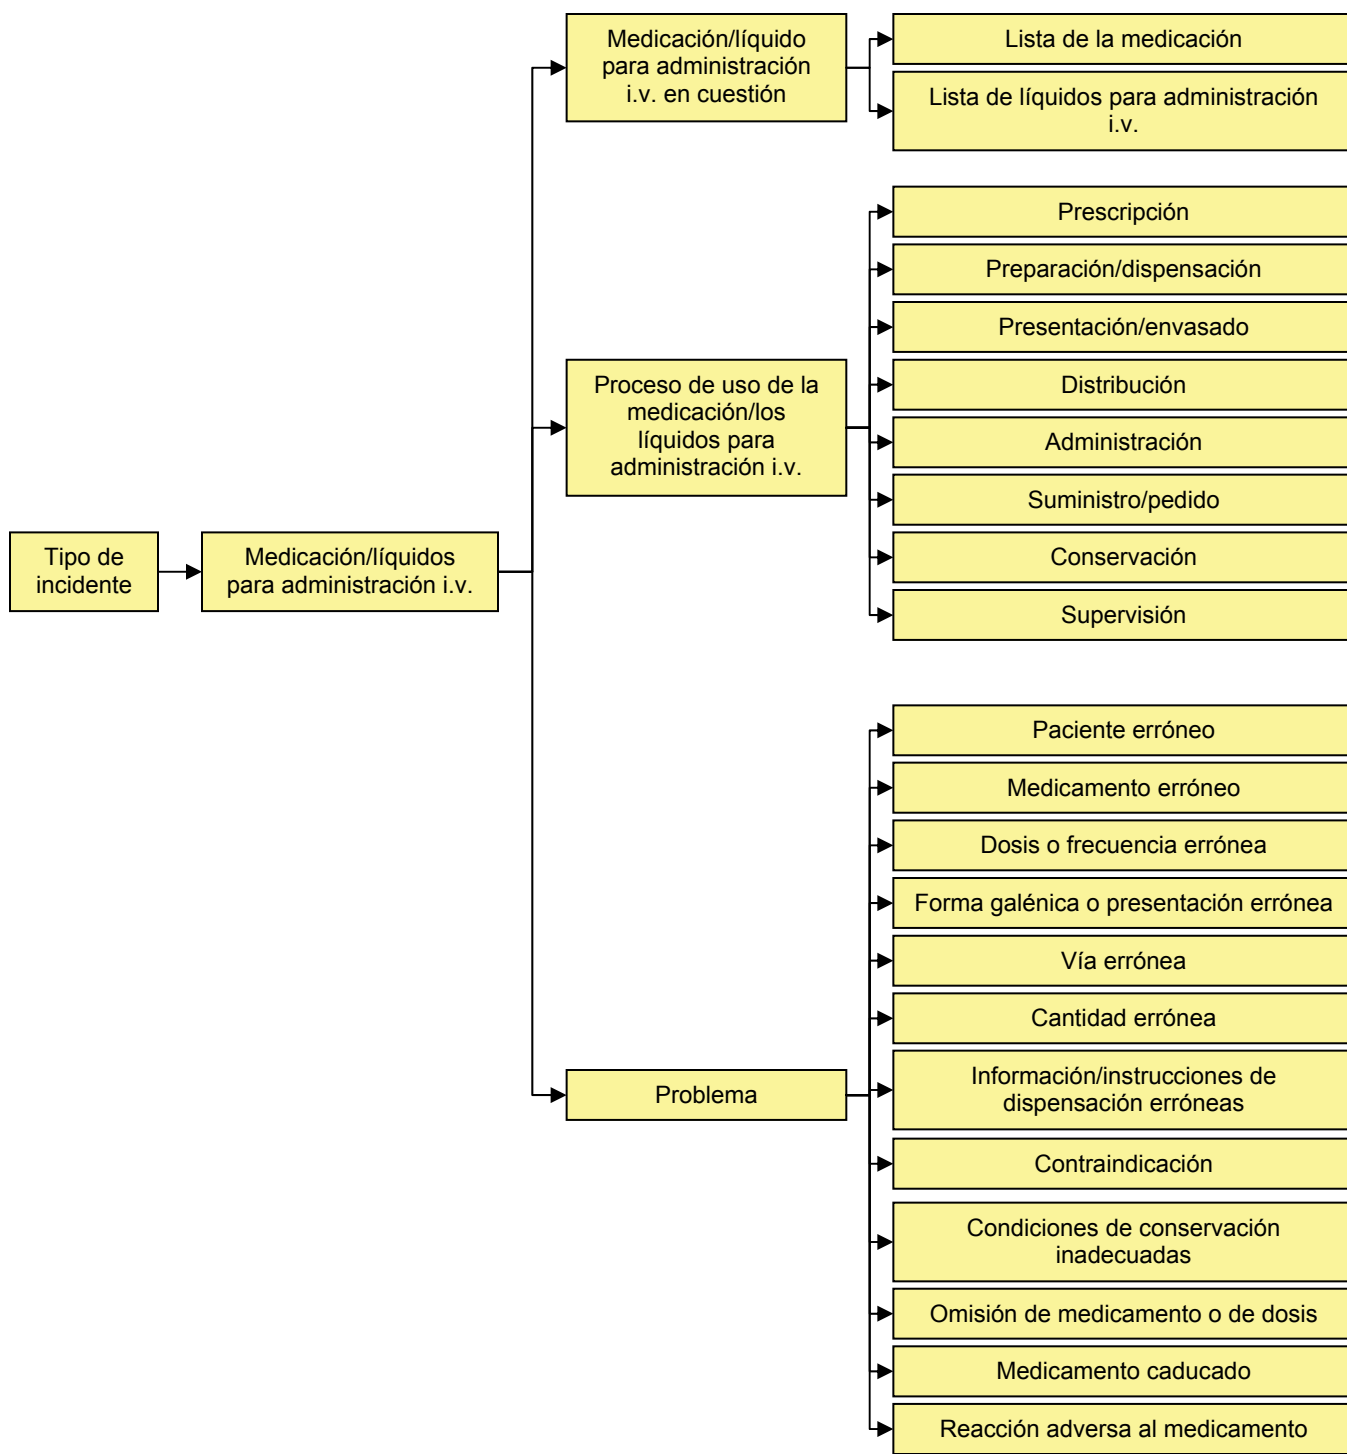 Tipo de
incidente
Medicación/líquidos
para administración i.v.
Medicación/líquido
para administración
i.v. en cuestión
Lista de la medicación
Lista de líquidos para administración
i.v.
Proceso de uso de la
medicación/los
líquidos para
administración i.v.
Prescripción
Preparación/dispensación
Presentación/envasado
Distribución
Administración
Suministro/pedido
Conservación
Supervisión
Problema
Paciente erróneo
Medicamento erróneo
Dosis o frecuencia errónea
Forma galénica o presentación errónea
Vía errónea
Cantidad errónea
Información/instrucciones de
dispensación erróneas
Contraindicación
Condiciones de conservación
inadecuadas
Omisión de medicamento o de dosis
Medicamento caducado
Reacción adversa al medicamento